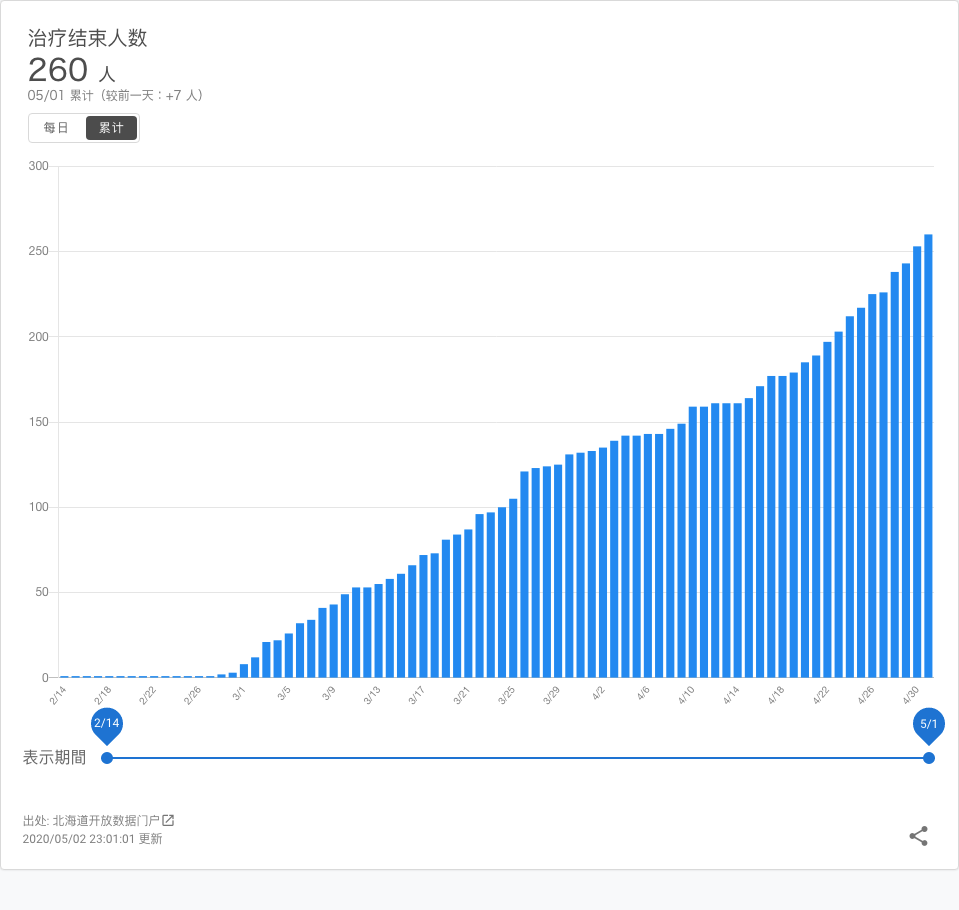 治疗结束人数
260 人
05/01 累计（较前一天：+7 人）
每日 累计
300
250
200
150
100
50
0
2/14 2/18 2/22 2/26 3/1 3/5 3/9 3/13 3/17 3/21 3/25 3/29 4/2 4/6 4/10 4/14 4/18 4/22 4/26 4/30
2/14 5/1
表示期間
出处: 北海道开放数据门户
2020/05/02 23:01:01 更新